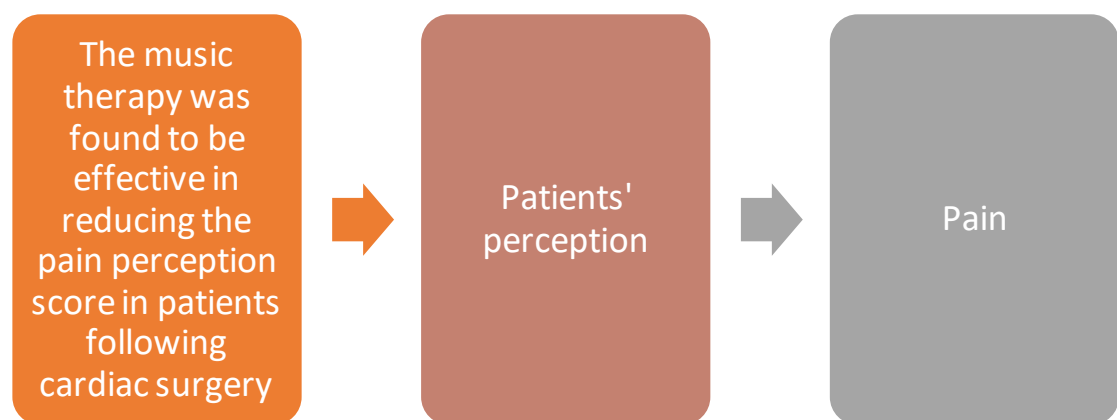 The music
therapy was
found to be
effective in
reducing the
pain perception
score in patients
following
cardiac surgery
Patients'
perception
Pain